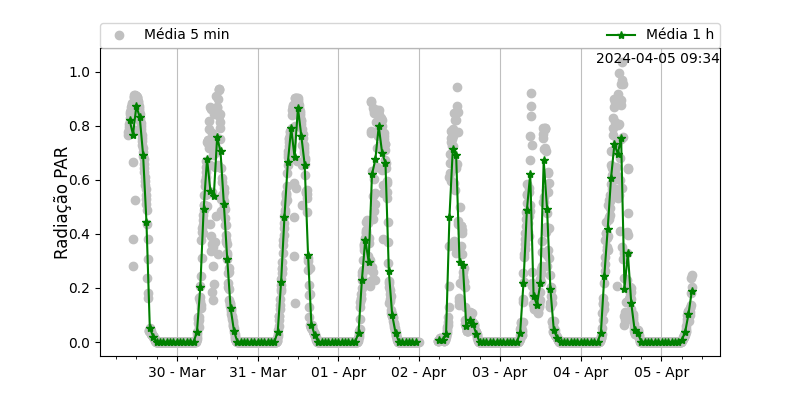 Média 5 min
Média 1 h
2024-04-05 09:34
1.0
0.8
0.6
0.4
0.2
0.0
Radiação PAR
30 - Mar
31 - Mar
01 - Apr
02 - Apr
03 - Apr
04 - Apr
05 - Apr